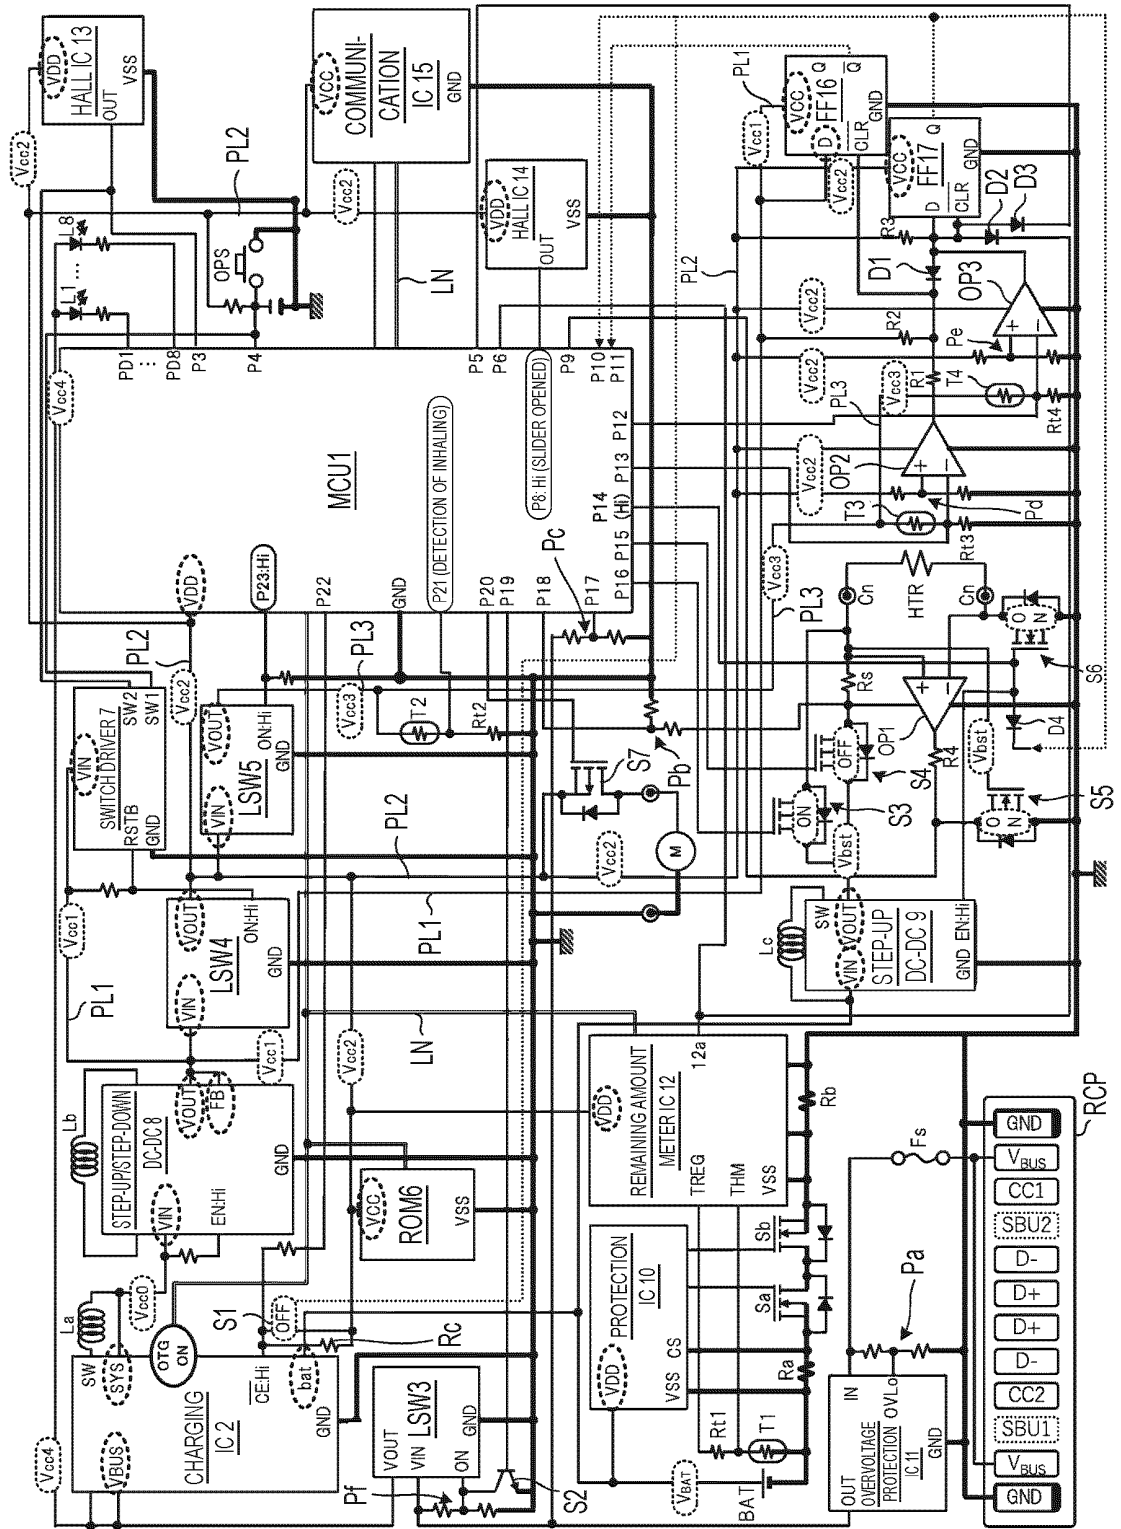 Vcc2
VDD
HALL IC 13
VSS
OUT
PL2
VCC
COMMUNI-
CATION
IC 15
GND
Vcc2
VDD
HALL IC 14
VSS
OUT
LN
L1
...
L8
OPS
Vcc4
PD1
PD8
P3
P4
P5
P6
P9
P10
P11
P12
P13
P14
(Hi)
P15
P16
P17
P18
P19
P20
P21 (DETECTION OF INHALING)
P8: Hi (SLIDER OPENED)
GND
P22
P23:Hi
VDD
MCU1
PL1
Vcc1
VCC
FF16
D
Q
Q
CLR
GND
Vcc2
VCC
FF17
D
Q
CLR
GND
R3
D2
D3
D1
PL2
Vcc2
OP3
R2
Pe
Vcc2
R1
T4
Rt4
Vcc3
PL3
Vcc2
OP2
Pd
T3
Rt3
Vcc3
PL3
Cn
HTR
Cn
ON
S6
D4
Rs
OP1
R4
Vbst
S5
ON
OFF
S4
ON
S3
Vbst
Pc
Pb
S7
M
Vcc2
PL2
PL1
PL2
Vcc2
SWITCH DRIVER 7
VIN
SW2
SW1
RSTB
GND
VOUT
LSW5
VIN
ON:Hi
GND
PL3
Vcc3
T2
Rt2
Vcc1
PL1
VOUT
LSW4
VIN
ON:Hi
GND
Vcc1
Vcc2
LN
Lb
STEP-UP/STEP-DOWN
DC-DC 8
VOUT
FB
VIN
EN:Hi
GND
VCC
ROM6
VSS
La
Vcc0
SW
SYS
OTG
ON
CE:Hi
bat
GND
VBUS
CHARGING
IC 2
S1
OFF
Rc
Vcc4
VOUT
VIN
LSW3
ON
GND
Pf
S2
Lc
SW
VOUT
VIN
STEP-UP
DC-DC 9
GND
EN:Hi
VDD
12a
REMAINING AMOUNT
METER IC 12
TREG
THM
VSS
Rb
PROTECTION
IC 10
VDD
VSS
CS
Sb
Sa
Ra
Rt1
T1
VBAT
BAT
Fs
Pa
IN
OVLo
OUT
OVERVOLTAGE
PROTECTION
IC 11
GND
RCP
GND
VBUS
CC1
SBU2
D-
D+
D+
D-
CC2
SBU1
VBUS
GND